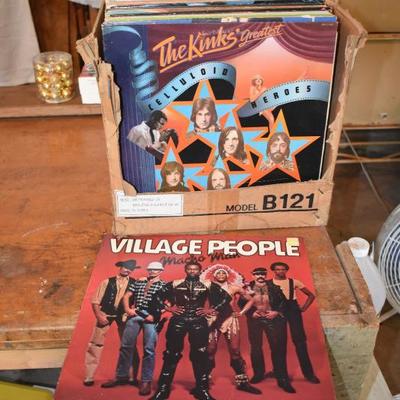 The Kinks' Greatest
CELLULOID HEROES
MODEL B121
VILLAGE PEOPLE
Macho Man